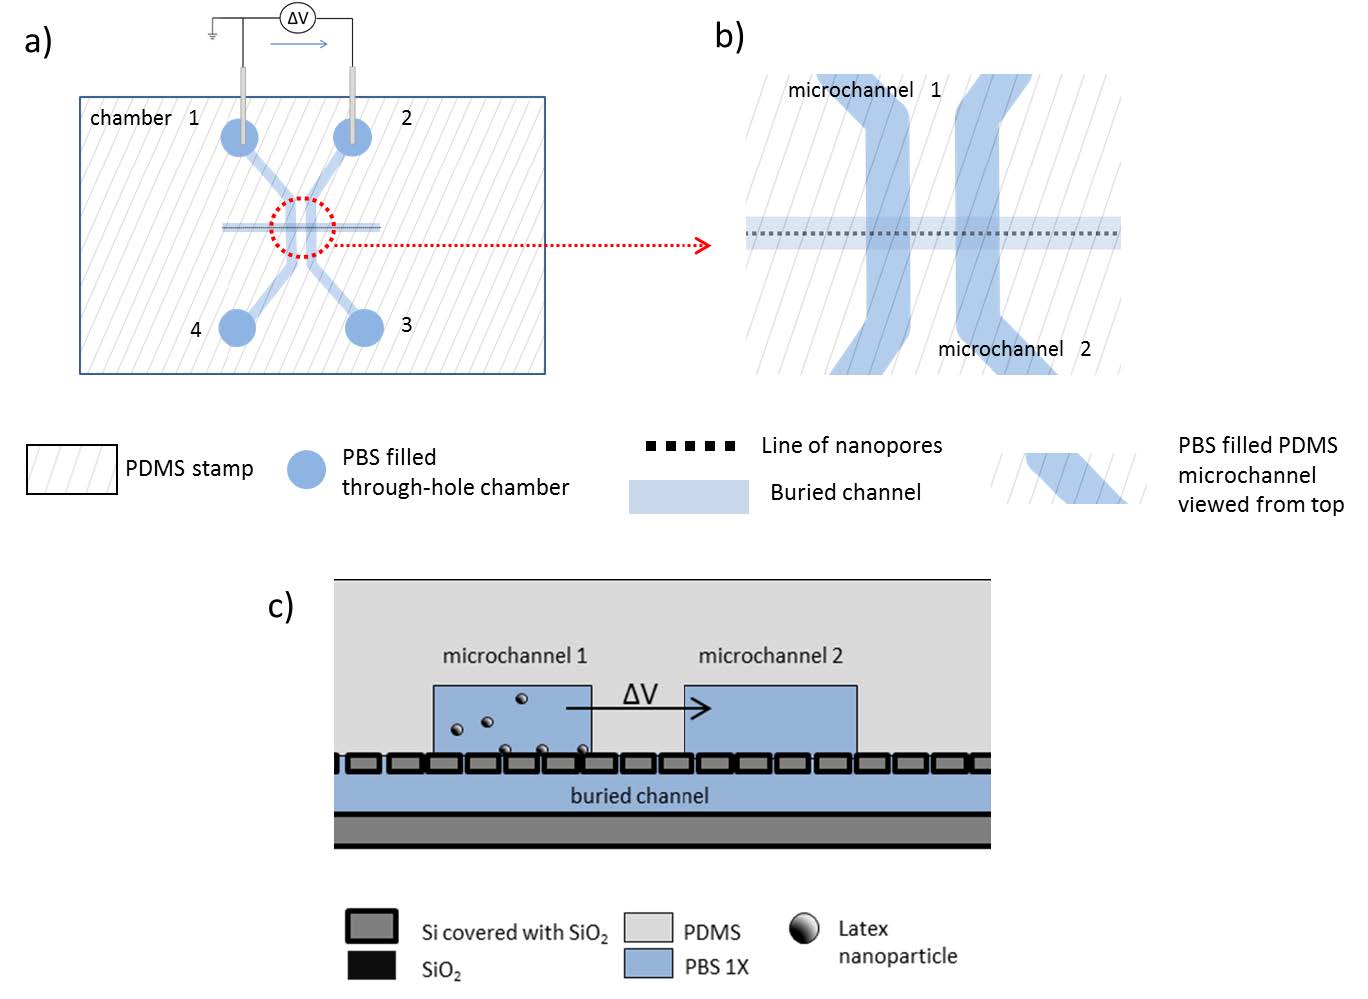 a)
ΔV
chamber 1
2
4
3
b)
microchannel 1
microchannel 2
PDMS stamp
PBS filled
through-hole chamber
Line of nanopores
Buried channel
PBS filled PDMS
microchannel
viewed from top
c)
microchannel 1
microchannel 2
ΔV
buried channel
Si covered with SiO₂
SiO₂
PDMS
PBS 1X
Latex
nanoparticle